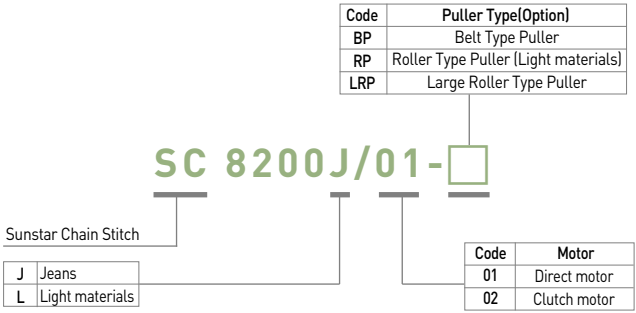 Code Puller Type(Option)
BP Belt Type Puller
RP Roller Type Puller (Light materials)
LRP Large Roller Type Puller
SC 8200J/01-
Sunstar Chain Stitch
J Jeans
L Light materials
Code Motor
01 Direct motor
02 Clutch motor